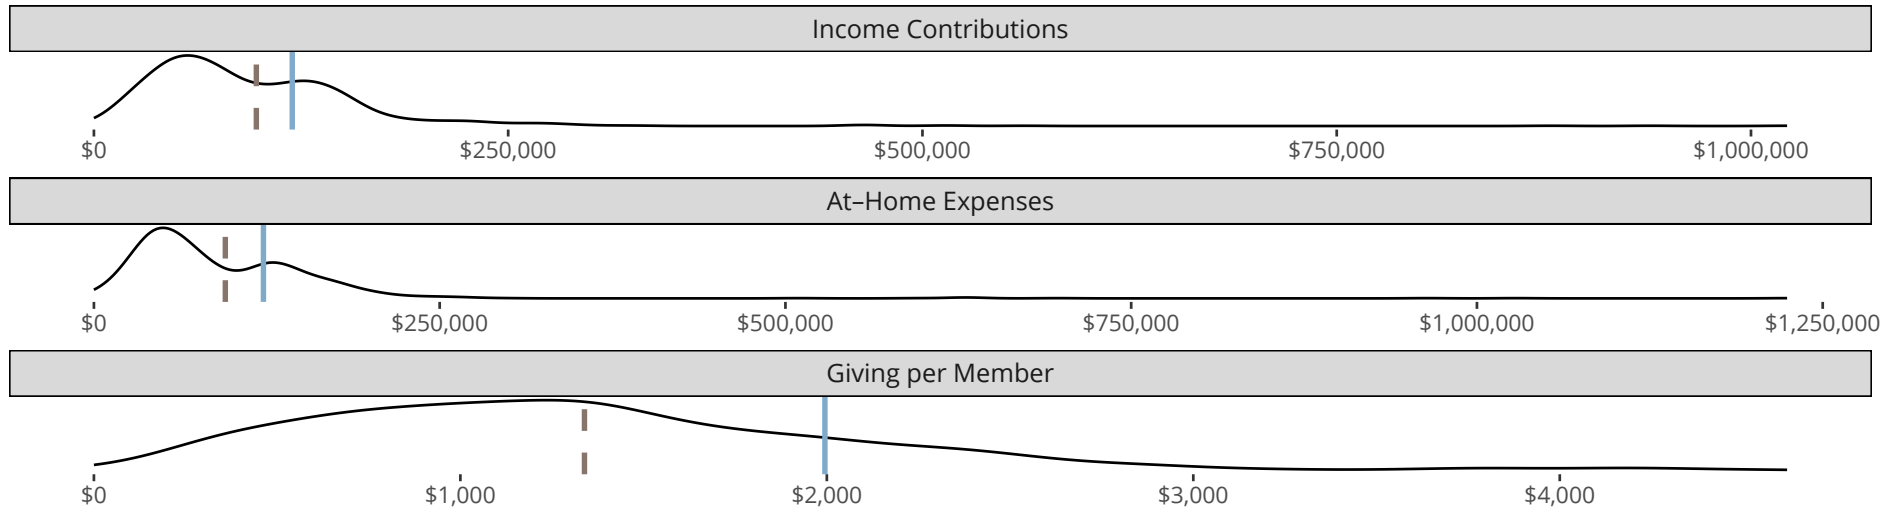 Income Contributions
$0 $250,000 $500,000 $750,000 $1,000,000
At–Home Expenses
$0 $250,000 $500,000 $750,000 $1,000,000 $1,250,000
Giving per Member
$0 $1,000 $2,000 $3,000 $4,000